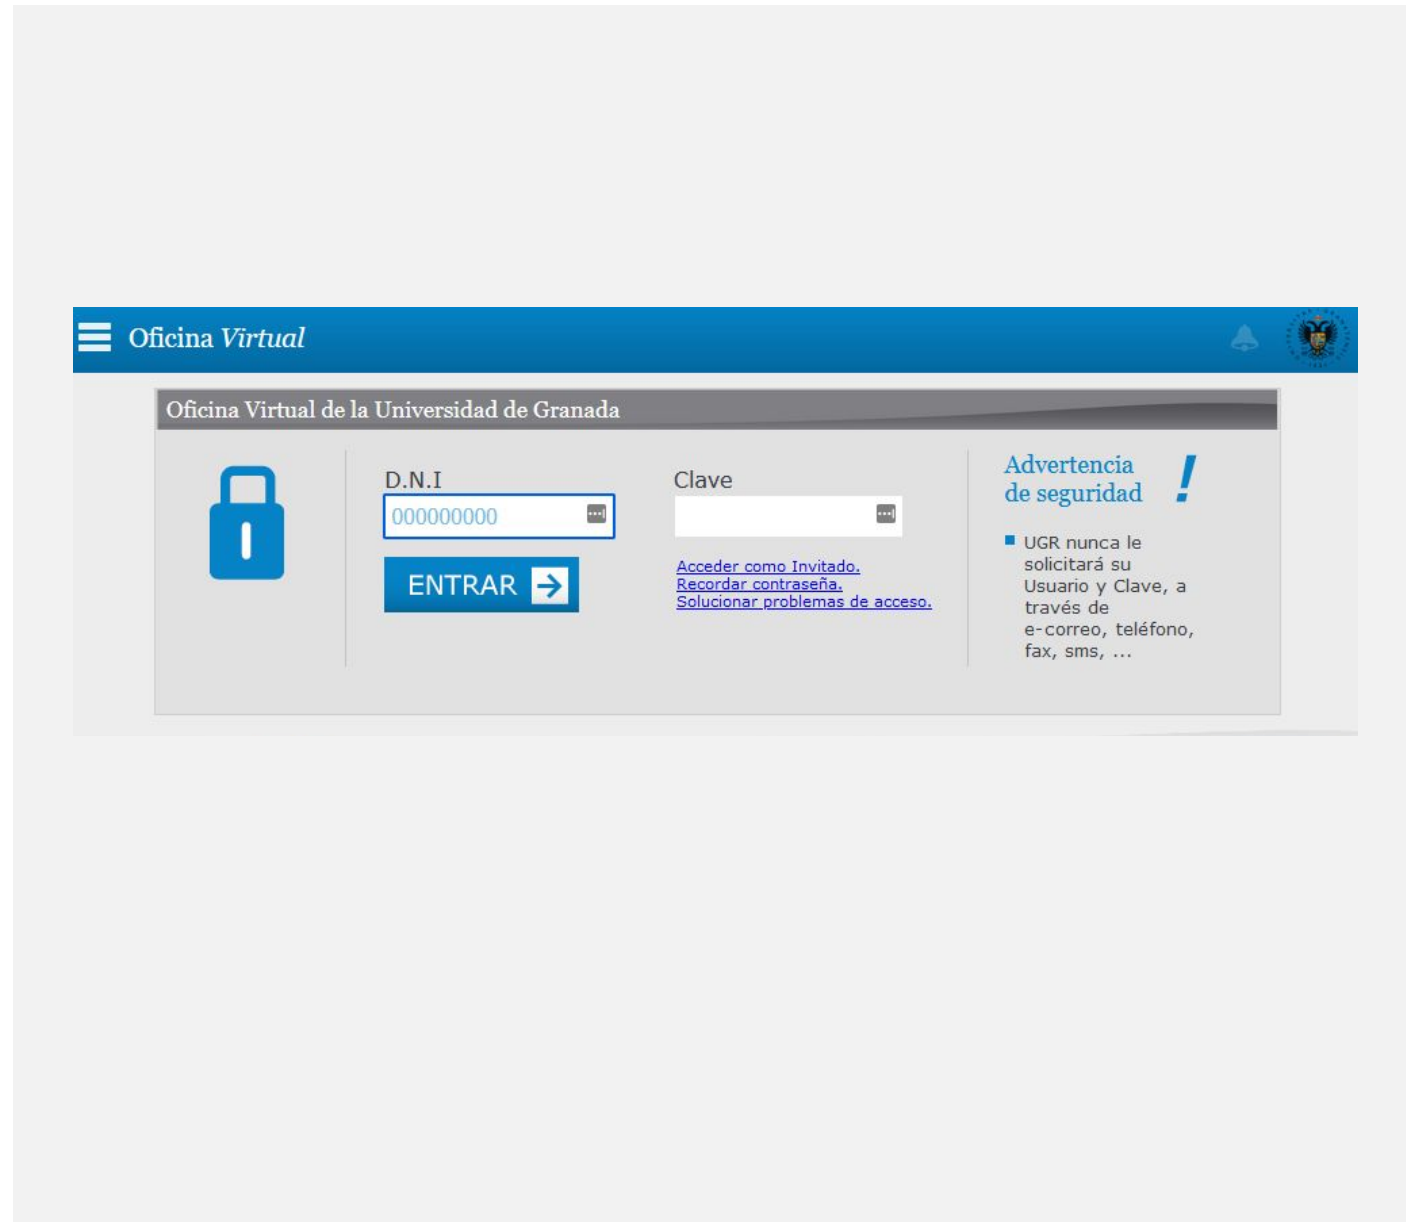 Oficina Virtual
Oficina Virtual de la Universidad de Granada
D.N.I
000000000
ENTRAR
Clave
Acceder como Invitado.
Recordar contraseña.
Solucionar problemas de acceso.
Advertencia
de seguridad !
UGR nunca le
solicitará su
Usuario y Clave, a
través de
e-correo, teléfono,
fax, sms, ...